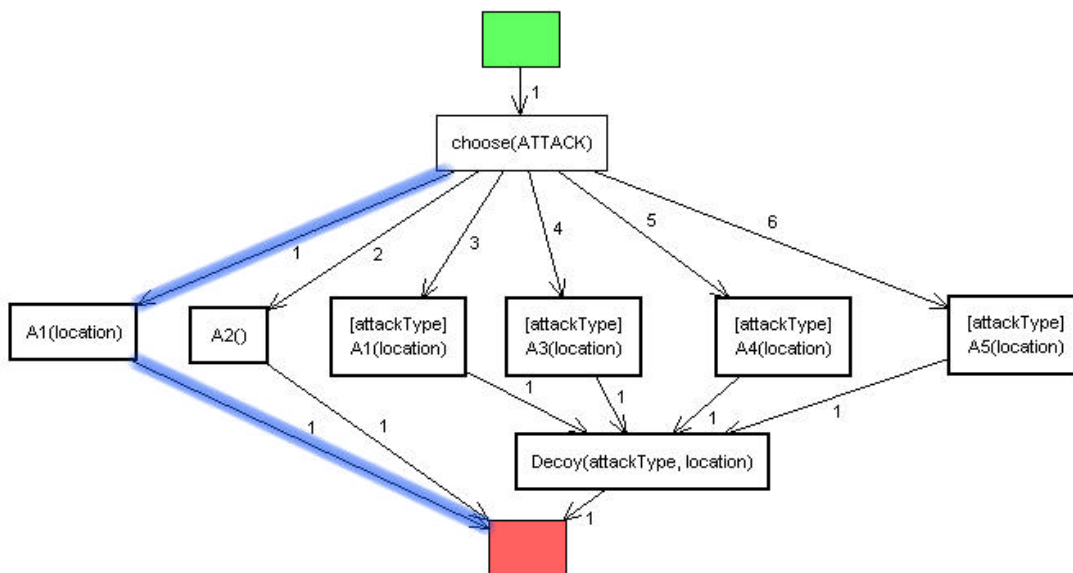 1
choose(ATTACK)
1
2
3
4
5
6
A1(location)
A2()
[attackType]
A1(location)
[attackType]
A3(location)
[attackType]
A4(location)
[attackType]
A5(location)
1
1
1
1
1
1
Decoy(attackType, location)
1